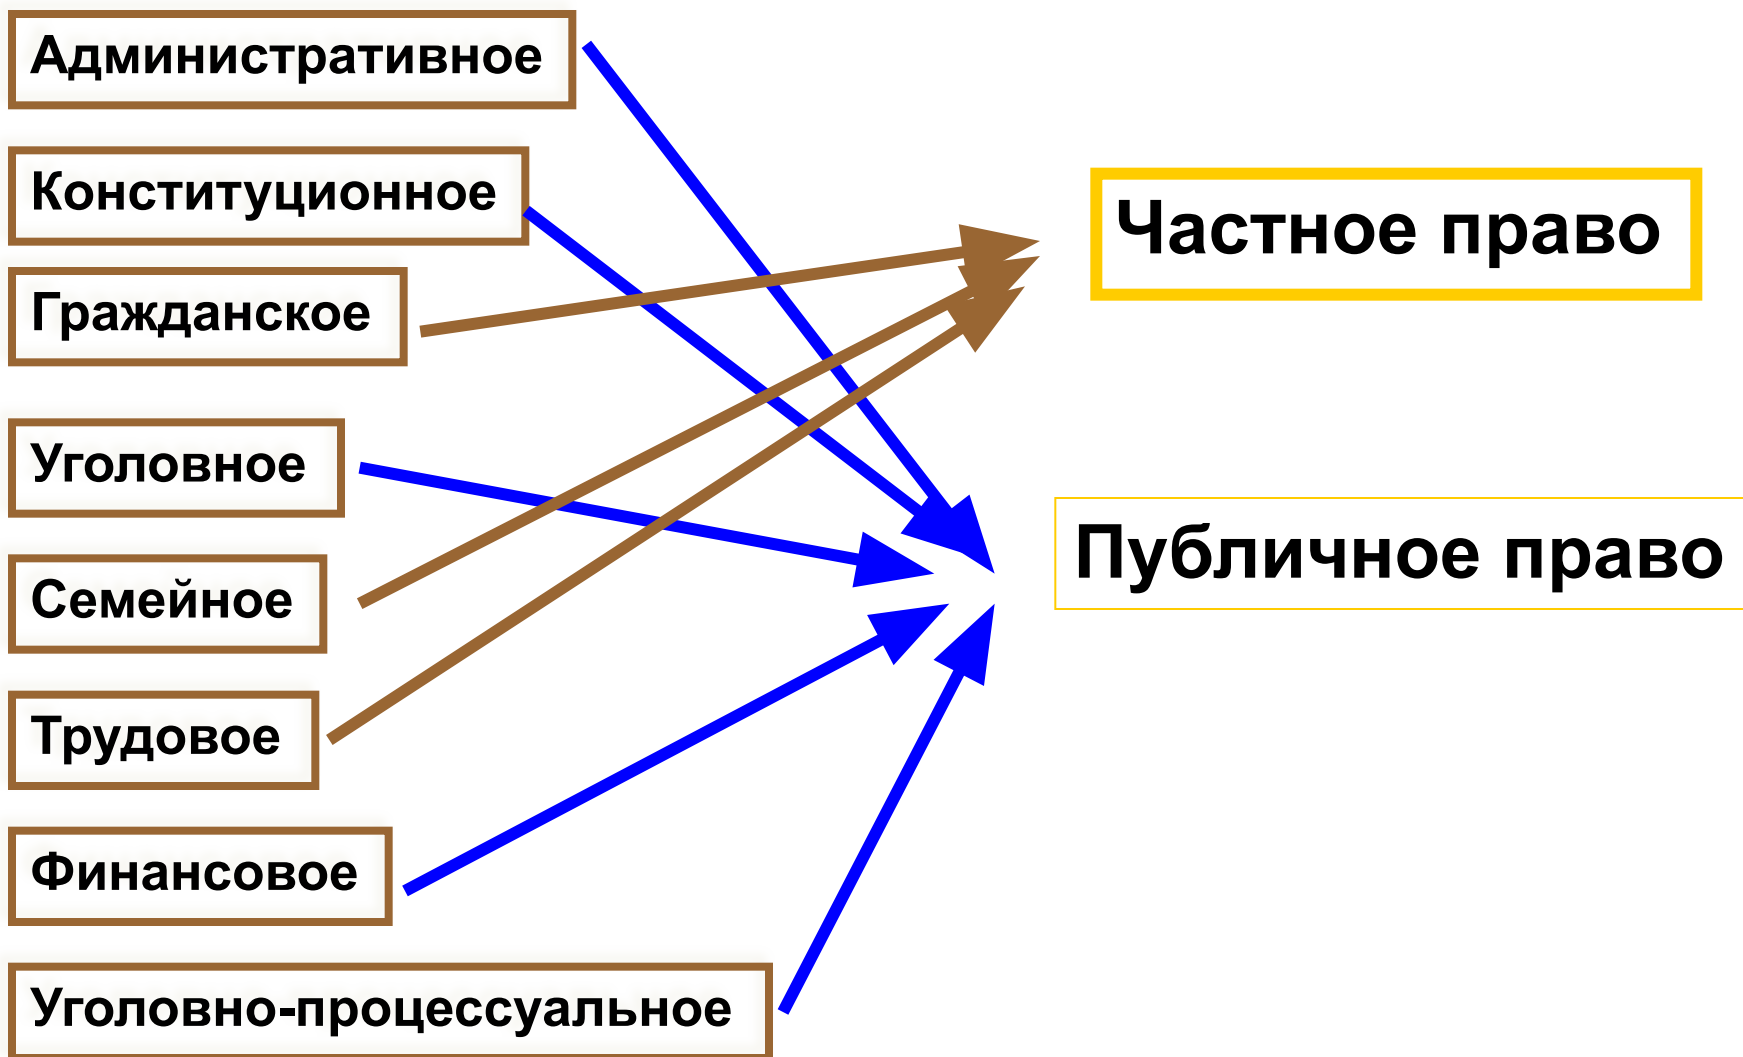 Административное
Конституционное
Гражданское
Уголовное
Семейное
Трудовое
Финансовое
Уголовно-процессуальное
Частное право
Публичное право